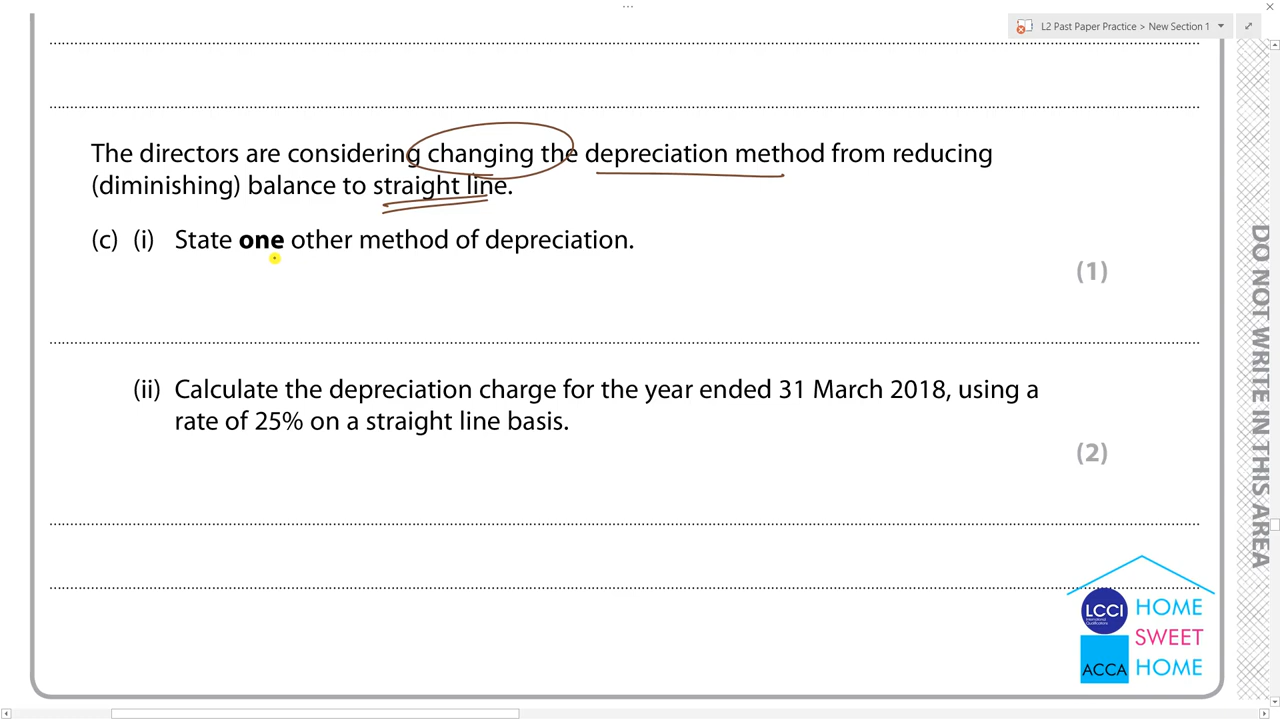 L2 Past Paper Practice > New Section 1
The directors are considering changing the depreciation method from reducing
(diminishing) balance to straight line.
(c) (i) State one other method of depreciation.
(1)
(ii) Calculate the depreciation charge for the year ended 31 March 2018, using a
rate of 25% on a straight line basis.
(2)
DO NOT WRITE IN THIS AREA
LCCI
HOME
SWEET
ACCA
HOME